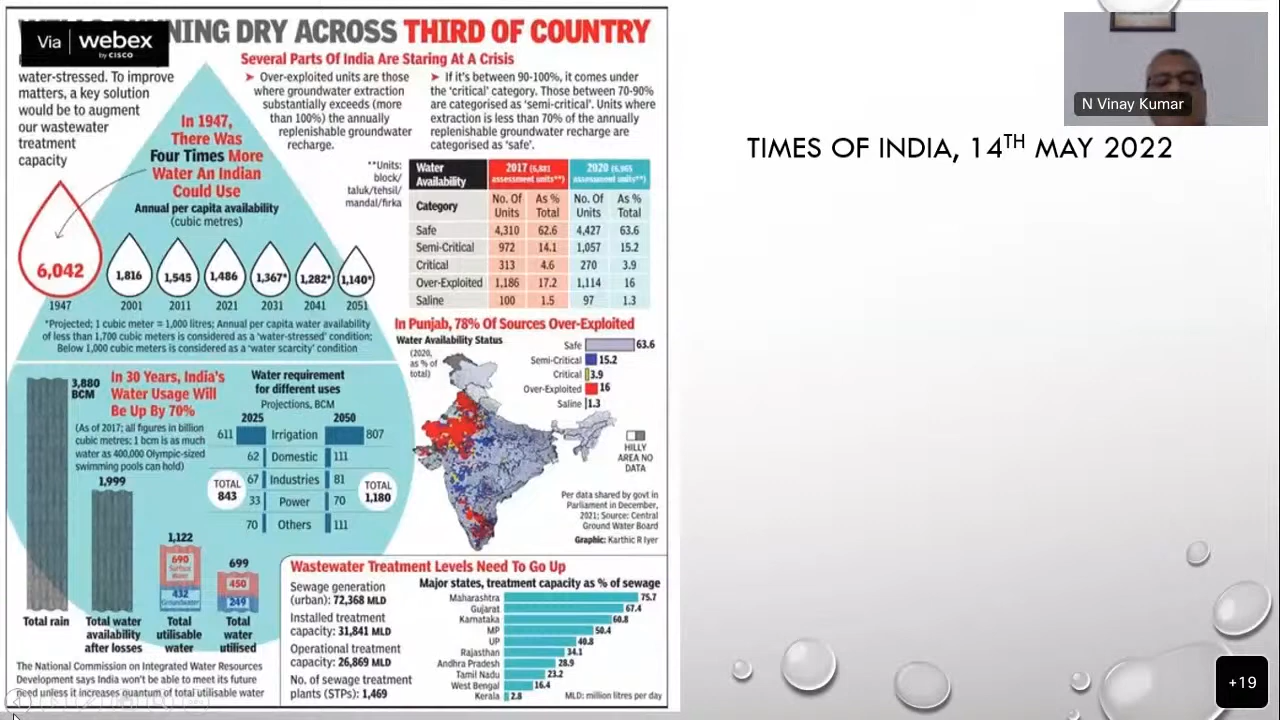 NING DRY ACROSS THIRD OF COUNTRY
Via webex
by CISCO
water-stressed. To improve
matters, a key solution
would be to augment
our wastewater
treatment
capacity
Several Parts Of India Are Staring At A Crisis
➤ Over-exploited units are those
where groundwater extraction
substantially exceeds (more
than 100%) the annually
replenishable groundwater
recharge.
➤ If it's between 90-100%, it comes under
the 'critical' category. Those between 70-90%
are categorised as 'semi-critical'. Units where
extraction is less than 70% of the annually
replenishable groundwater recharge are
categorised as 'safe'.
In 1947,
There Was
Four Times More
Water An Indian
Could Use
Annual per capita availability
(cubic metres)
6,042 1,816 1,545 1,486 1,367* 1,282* 1,140*
1947 2001 2011 2021 2031 2041 2051
*Projected; 1 cubic meter = 1,000 litres; Annual per capita water availability
of less than 1,700 cubic meters is considered as a 'water-stressed' condition;
Below 1,000 cubic meters is considered as a 'water scarcity' condition
**Units:
block/
taluk/tehsil/
mandal/firka
Water Availability 2017 (6,881 assessment units**) 2020 (6,965 assessment units**)
Category No. Of Units As % Total No. Of Units As % Total
Safe 4,310 62.6 4,427 63.6
Semi-Critical 972 14.1 1,057 15.2
Critical 313 4.6 270 3.9
Over-Exploited 1,186 17.2 1,114 16
Saline 100 1.5 97 1.3
In Punjab, 78% Of Sources Over-Exploited
Water Availability Status
(2020,
as % of
total)
Safe 63.6
Semi-Critical 15.2
Critical 3.9
Over-Exploited 16
Saline 1.3
HILLY
AREA NO
DATA
Per data shared by govt in
Parliament in December,
2021; Source: Central
Ground Water Board
Graphic: Karthic R Iyer
In 30 Years, India's
Water Usage Will
Be Up By 70%
(As of 2017; all figures in billion
cubic metres; 1 bcm is as much
water as 400,000 Olympic-sized
swimming pools can hold)
3,880
BCM
1,999
1,122
690
Surface
Water
432
Groundwater
699
450
249
Total rain
Total water
availability
after losses
Total
utilisable
water
Total
water
utilised
Water requirement
for different uses
Projections, BCM
2025 2050
611 Irrigation 807
62 Domestic 111
67 Industries 81
33 Power 70
70 Others 111
TOTAL
843
TOTAL
1,180
The National Commission on Integrated Water Resources
Development says India won't be able to meet its future
need unless it increases quantum of total utilisable water
Wastewater Treatment Levels Need To Go Up
Sewage generation
(urban): 72,368 MLD
Installed treatment
capacity: 31,841 MLD
Operational treatment
capacity: 26,869 MLD
No. of sewage treatment
plants (STPs): 1,469
Major states, treatment capacity as % of sewage
Maharashtra 75.7
Gujarat 67.4
Karnataka 60.8
MP 50.4
UP 40.8
Rajasthan 34.1
Andhra Pradesh 28.9
Tamil Nadu 23.2
West Bengal 16.4
Kerala 2.8
MLD: million litres per day
TIMES OF INDIA, 14TH MAY 2022
N Vinay Kumar
+19